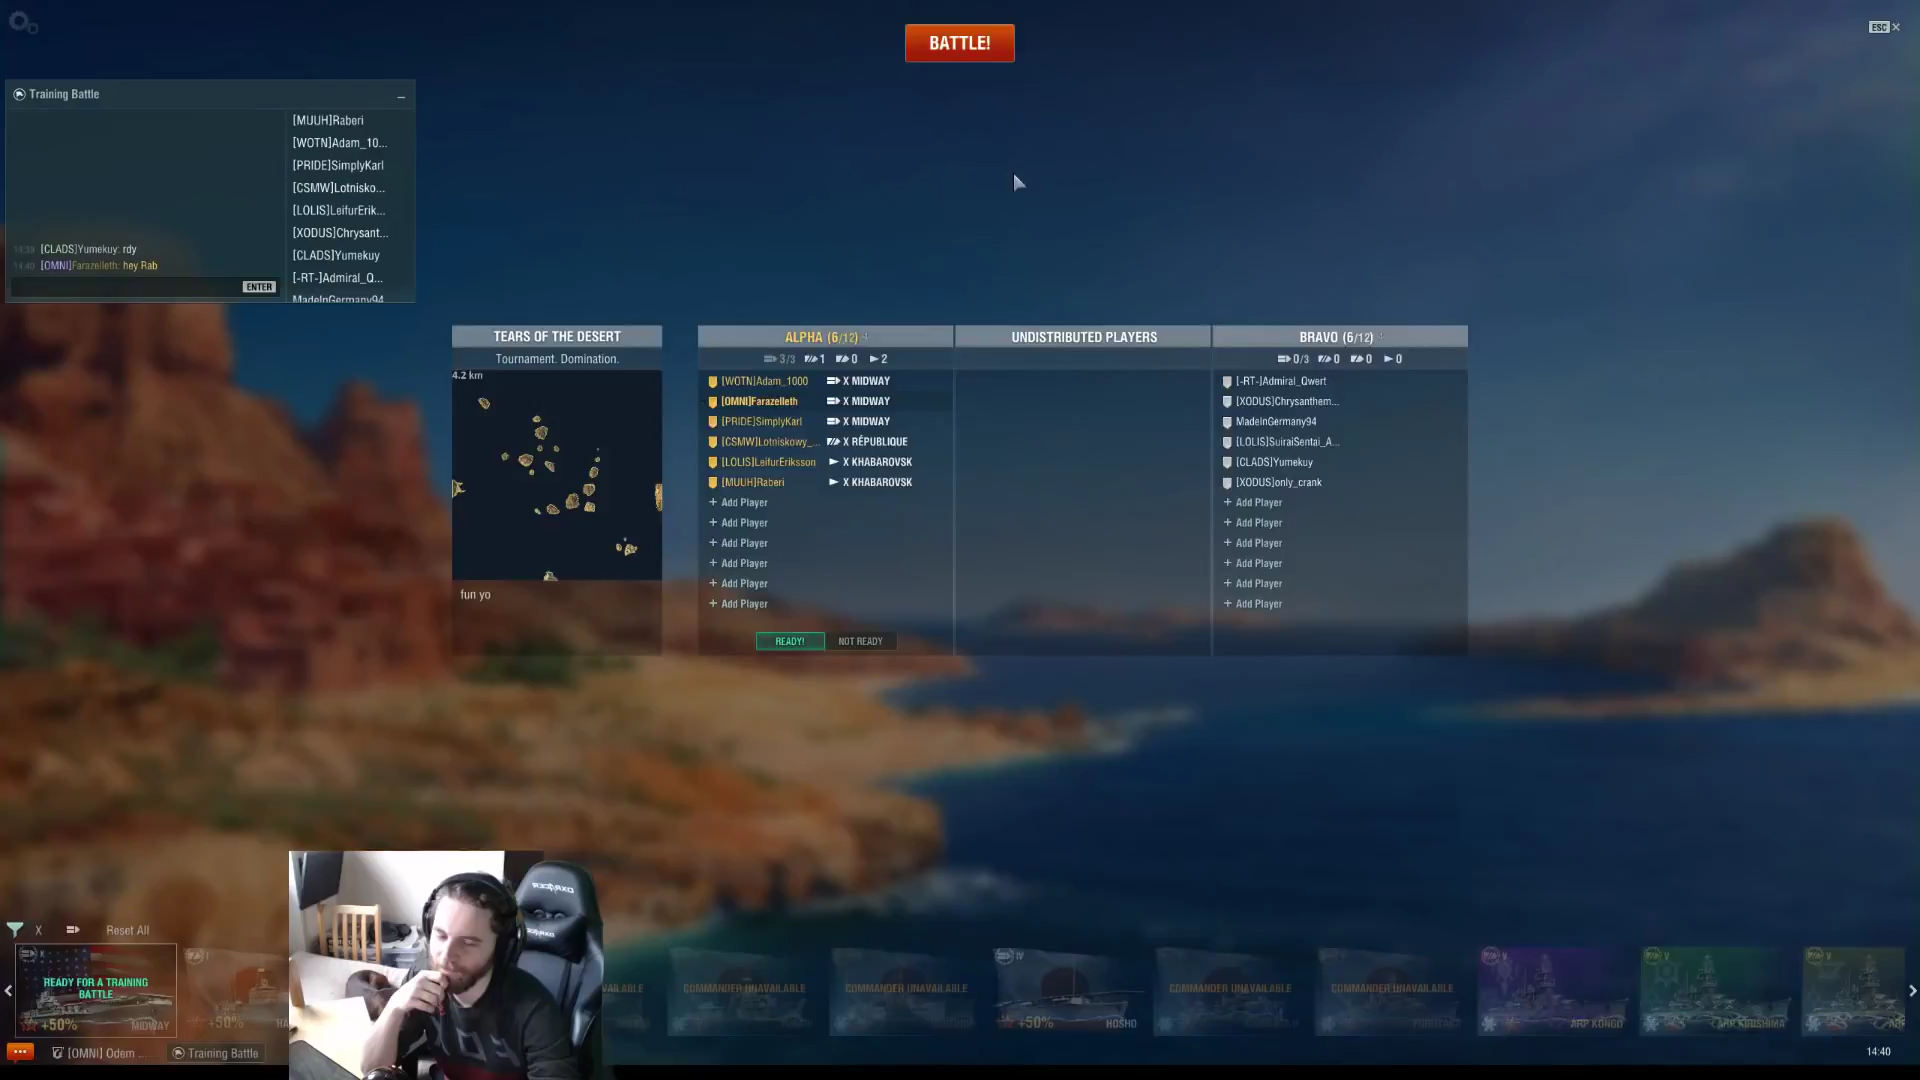 BATTLE!
ESC
Training Battle
[MUUH]Raberi
[WOTN]Adam_10...
[PRIDE]SimplyKarl
[CSMW]Lotnisko...
[LOLIS]LeifurErik...
[XODUS]Chrysant...
[CLADS]Yumekuy
[-RT-]Admiral_Q...
MadeInGermany94
[CLADS]Yumekuy: rdy
14:40 [OMNI]Farazelleth: hey Rab
ENTER
TEARS OF THE DESERT
Tournament. Domination.
4.2 km
fun yo
ALPHA (6/12)
3/3 1 0 2
[WOTN]Adam_1000 X MIDWAY
[OMNI]Farazelleth X MIDWAY
[PRIDE]SimplyKarl X MIDWAY
[CSMW]Lotniskowy_... X RÉPUBLIQUE
[LOLIS]LeifurEriksson X KHABAROVSK
[MUUH]Raberi X KHABAROVSK
+ Add Player
+ Add Player
+ Add Player
+ Add Player
+ Add Player
+ Add Player
READY! NOT READY
UNDISTRIBUTED PLAYERS
BRAVO (6/12)
0/3 0 0 0
[-RT-]Admiral_Qwert
[XODUS]Chrysanthem...
MadeInGermany94
[LOLIS]SuiraiSentai_A...
[CLADS]Yumekuy
[XODUS]only_crank
+ Add Player
+ Add Player
+ Add Player
+ Add Player
+ Add Player
+ Add Player
X Reset All
READY FOR A TRAINING
BATTLE
+50% MIDWAY
+50%
COMMANDER UNAVAILABLE
COMMANDER UNAVAILABLE
IV
+50% HOSHO
COMMANDER UNAVAILABLE
COMMANDER UNAVAILABLE
V
ARP KONGO
V
ARP KIRISHIMA
V
[OMNI] Odem ...
Training Battle
14:40